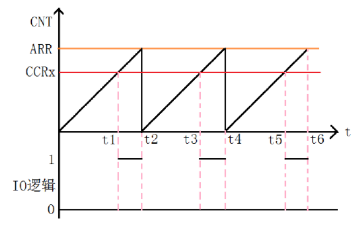 CNT
ARR
CCRx
t
t1 t2 t3 t4 t5 t6
1
IO逻辑
0